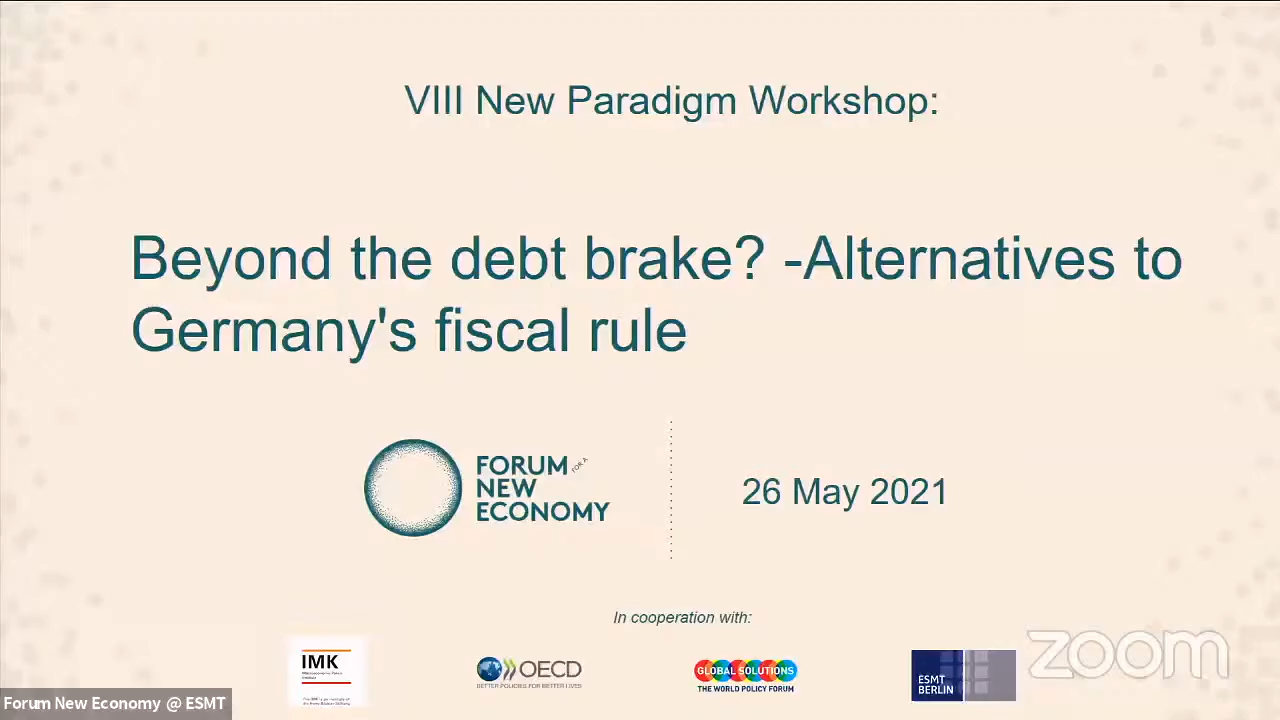 VIII New Paradigm Workshop:
Beyond the debt brake? -Alternatives to
Germany's fiscal rule
FORUM FOR A
NEW
ECONOMY
26 May 2021
In cooperation with:
IMK
OECD
BETTER POLICIES FOR BETTER LIVES
GLOBAL SOLUTIONS
THE WORLD POLICY FORUM
ESMT
BERLIN
zoom
Forum New Economy @ ESMT